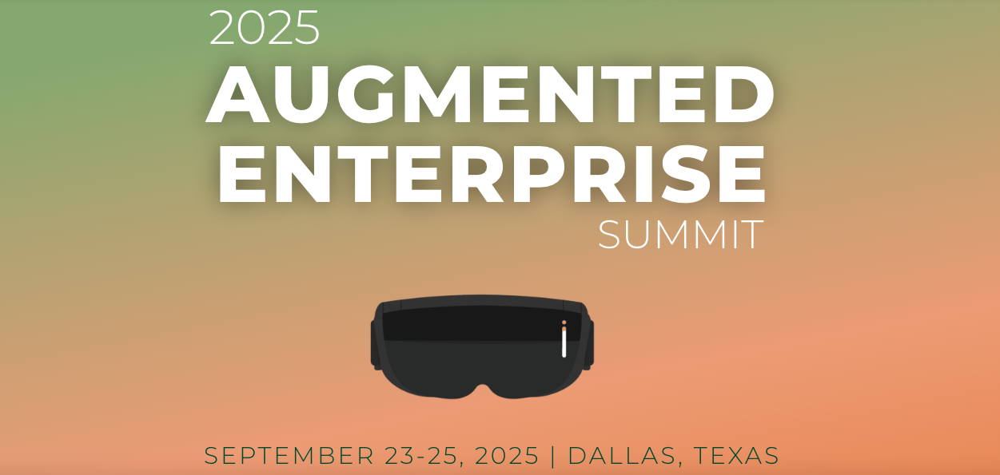 2025
AUGMENTED
ENTERPRISE
SUMMIT
SEPTEMBER 23-25, 2025 | DALLAS, TEXAS